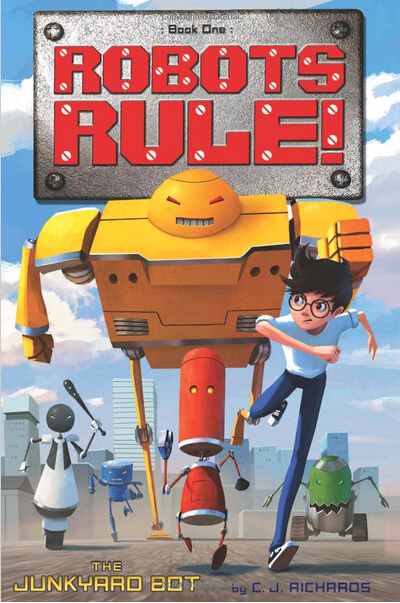 : Book One :
ROBOTS
RULE!
THE
JUNKYARD BOT
by C. J. RICHARDS